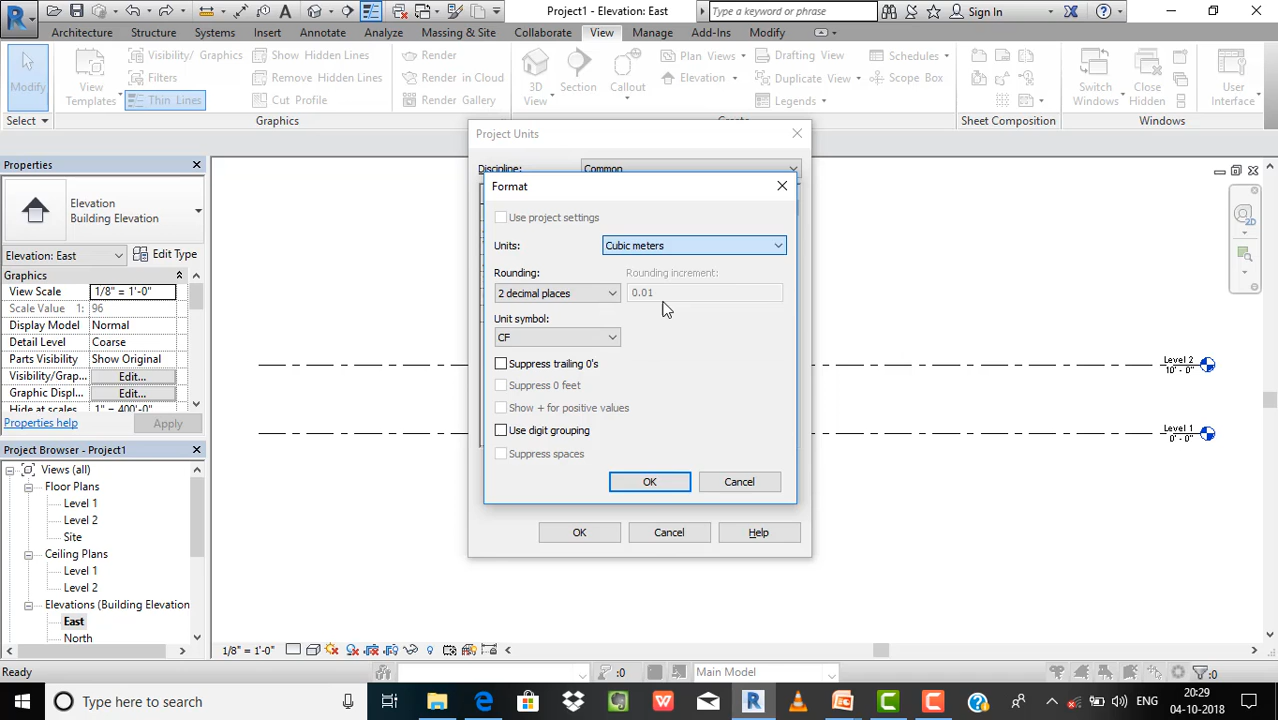 Project1 - Elevation: East
Type a keyword or phrase
Sign In
Architecture Structure Systems Insert Annotate Analyze Massing & Site Collaborate View Manage Add-Ins Modify
Modify
View Templates
Visibility/ Graphics
Filters
Thin Lines
Show Hidden Lines
Remove Hidden Lines
Cut Profile
Render
Render in Cloud
Render Gallery
3D View
Section
Callout
Plan Views
Elevation
Drafting View
Duplicate View
Legends
Schedules
Scope Box
Switch Windows
Close Hidden
User Interface
Select
Graphics
Sheet Composition
Windows
Properties
Elevation
Building Elevation
Elevation: East
Edit Type
Graphics
View Scale 1/8" = 1'-0"
Scale Value 1: 96
Display Model Normal
Detail Level Coarse
Parts Visibility Show Original
Visibility/Grap... Edit...
Graphic Displ... Edit...
Hide at scales 1" = 400'-0"
Properties help
Apply
Project Browser - Project1
Views (all)
Floor Plans
Level 1
Level 2
Site
Ceiling Plans
Level 1
Level 2
Elevations (Building Elevation
East
North
Project Units
Discipline: Common
Format
Use project settings
Units: Cubic meters
Rounding: Rounding increment:
2 decimal places 0.01
Unit symbol:
CF
Suppress trailing 0's
Suppress 0 feet
Show + for positive values
Use digit grouping
Suppress spaces
OK Cancel
OK Cancel Help
Level 2
10' - 0"
Level 1
0' - 0"
1/8" = 1'-0"
Ready
:0
Main Model
:0
Type here to search
ENG
20:29
04-10-2018